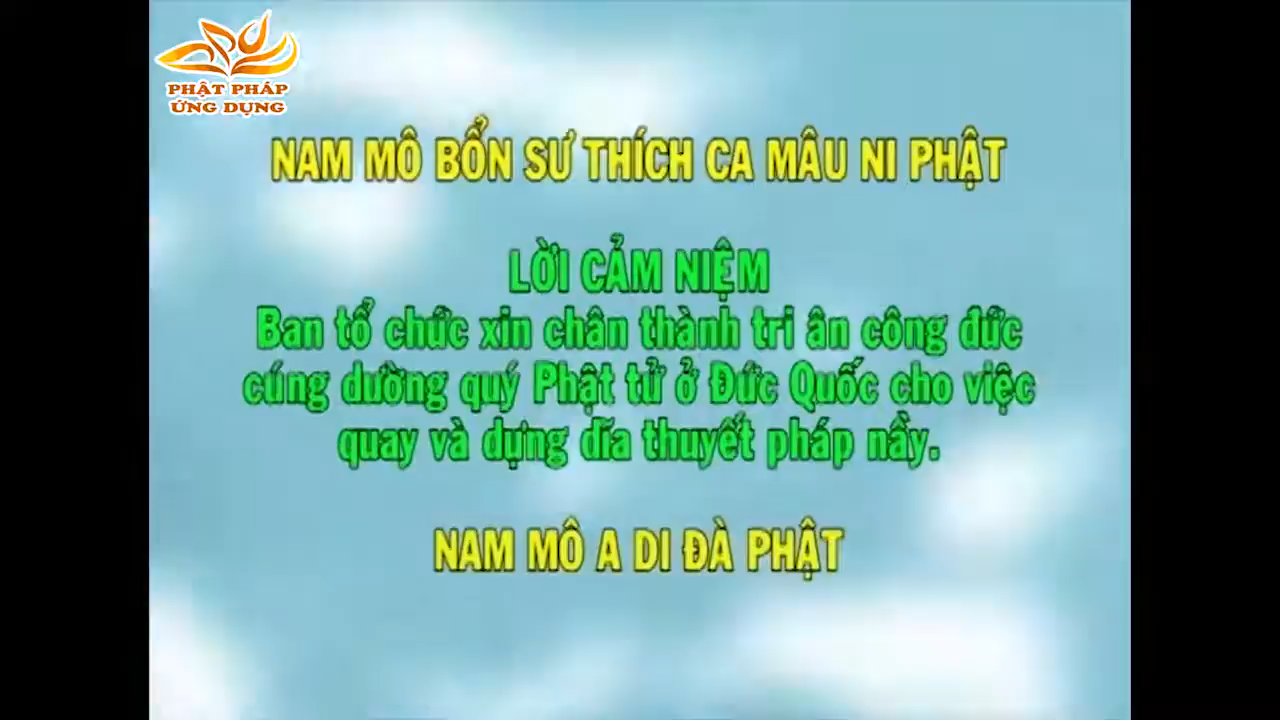 PHẬT PHÁP
ỨNG DỤNG
NAM MÔ BỔN SƯ THÍCH CA MÂU NI PHẬT
LỜI CẢM NIỆM
Ban tổ chức xin chân thành tri ân công đức
cúng dường quý Phật tử ở Đức Quốc cho việc
quay và dựng dĩa thuyết pháp nầy.
NAM MÔ A DI ĐÀ PHẬT